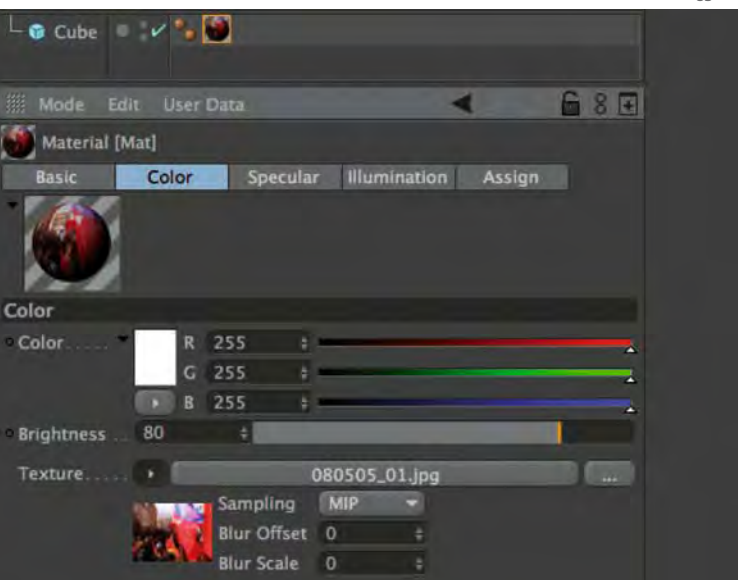 Cube
Mode Edit User Data
Material [Mat]
Basic Color Specular Illumination Assign
Color
Color..... R 255
G 255
B 255
Brightness ... 80
Texture..... 080505_01.jpg ...
Sampling MIP
Blur Offset 0
Blur Scale 0